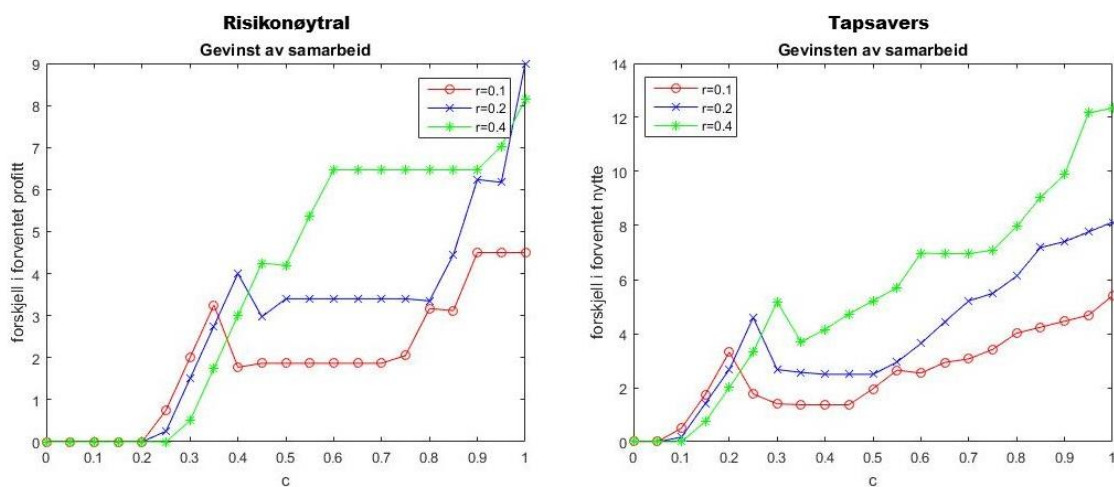 Risikonøytral
Gevinst av samarbeid
9
8
7
6
5
4
3
2
1
0
0 0.1 0.2 0.3 0.4 0.5 0.6 0.7 0.8 0.9 1
forskjell i forventet profitt
c
r=0.1
r=0.2
r=0.4
Tapsavers
Gevinsten av samarbeid
14
12
10
8
6
4
2
0
0 0.1 0.2 0.3 0.4 0.5 0.6 0.7 0.8 0.9 1
forskjell i forventet nytte
c
r=0.1
r=0.2
r=0.4